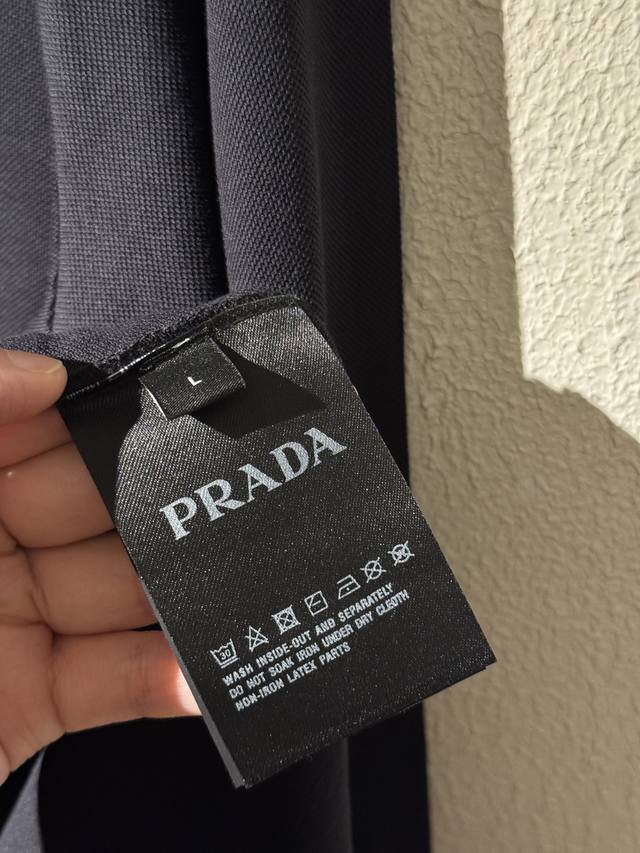 L
PRADA
30
WASH INSIDE-OUT AND SEPARATELY
DO NOT SOAK IRON UNDER DRY CLEOTH
NON-IRON LATEX PARTS